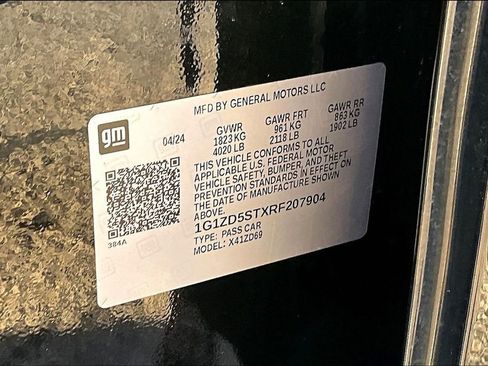 MFD BY GENERAL MOTORS LLC
gm
04/24
GVWR GAWR FRT GAWR RR
1823 KG 961 KG 863 KG
4020 LB 2118 LB 1902 LB
THIS VEHICLE CONFORMS TO ALL
APPLICABLE U.S. FEDERAL MOTOR
VEHICLE SAFETY, BUMPER, AND THEFT
PREVENTION STANDARDS IN EFFECT ON
THE DATE OF MANUFACTURE SHOWN
ABOVE.
1G1ZD5STXRF207904
TYPE: PASS CAR
MODEL: X41ZD69
384A